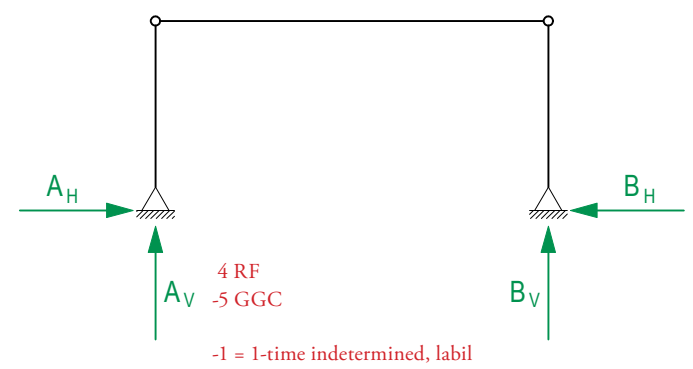 A H
B H
4 RF
A V
-5 GGC
B V
-1 = 1-time indetermined, labil